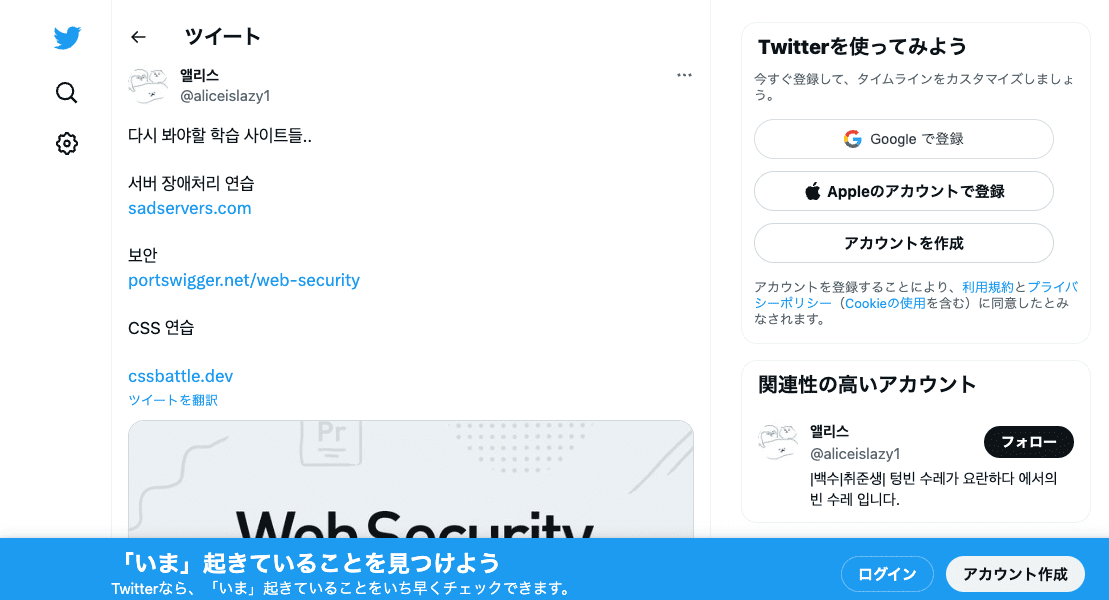 ツイート
앨리스
@aliceislazy1
다시 봐야할 학습 사이트들..
서버 장애처리 연습
sadservers.com
보안
portswigger.net/web-security
CSS 연습
cssbattle.dev
ツイートを翻訳
Pr
Web Security
Twitterを使ってみよう
今すぐ登録して、タイムラインをカスタマイズしましょ
う。
Google で登録
Appleのアカウントで登録
アカウントを作成
アカウントを登録することにより、利用規約とプライバ
シーポリシー（Cookieの使用を含む）に同意したとみ
なされます。
関連性の高いアカウント
앨리스
@aliceislazy1
フォロー
|백수|취준생| 텅빈 수레가 요란하다 에서의
빈 수레 입니다.
「いま」起きていることを見つけよう
Twitterなら、「いま」起きていることをいち早くチェックできます。
ログイン
アカウント作成